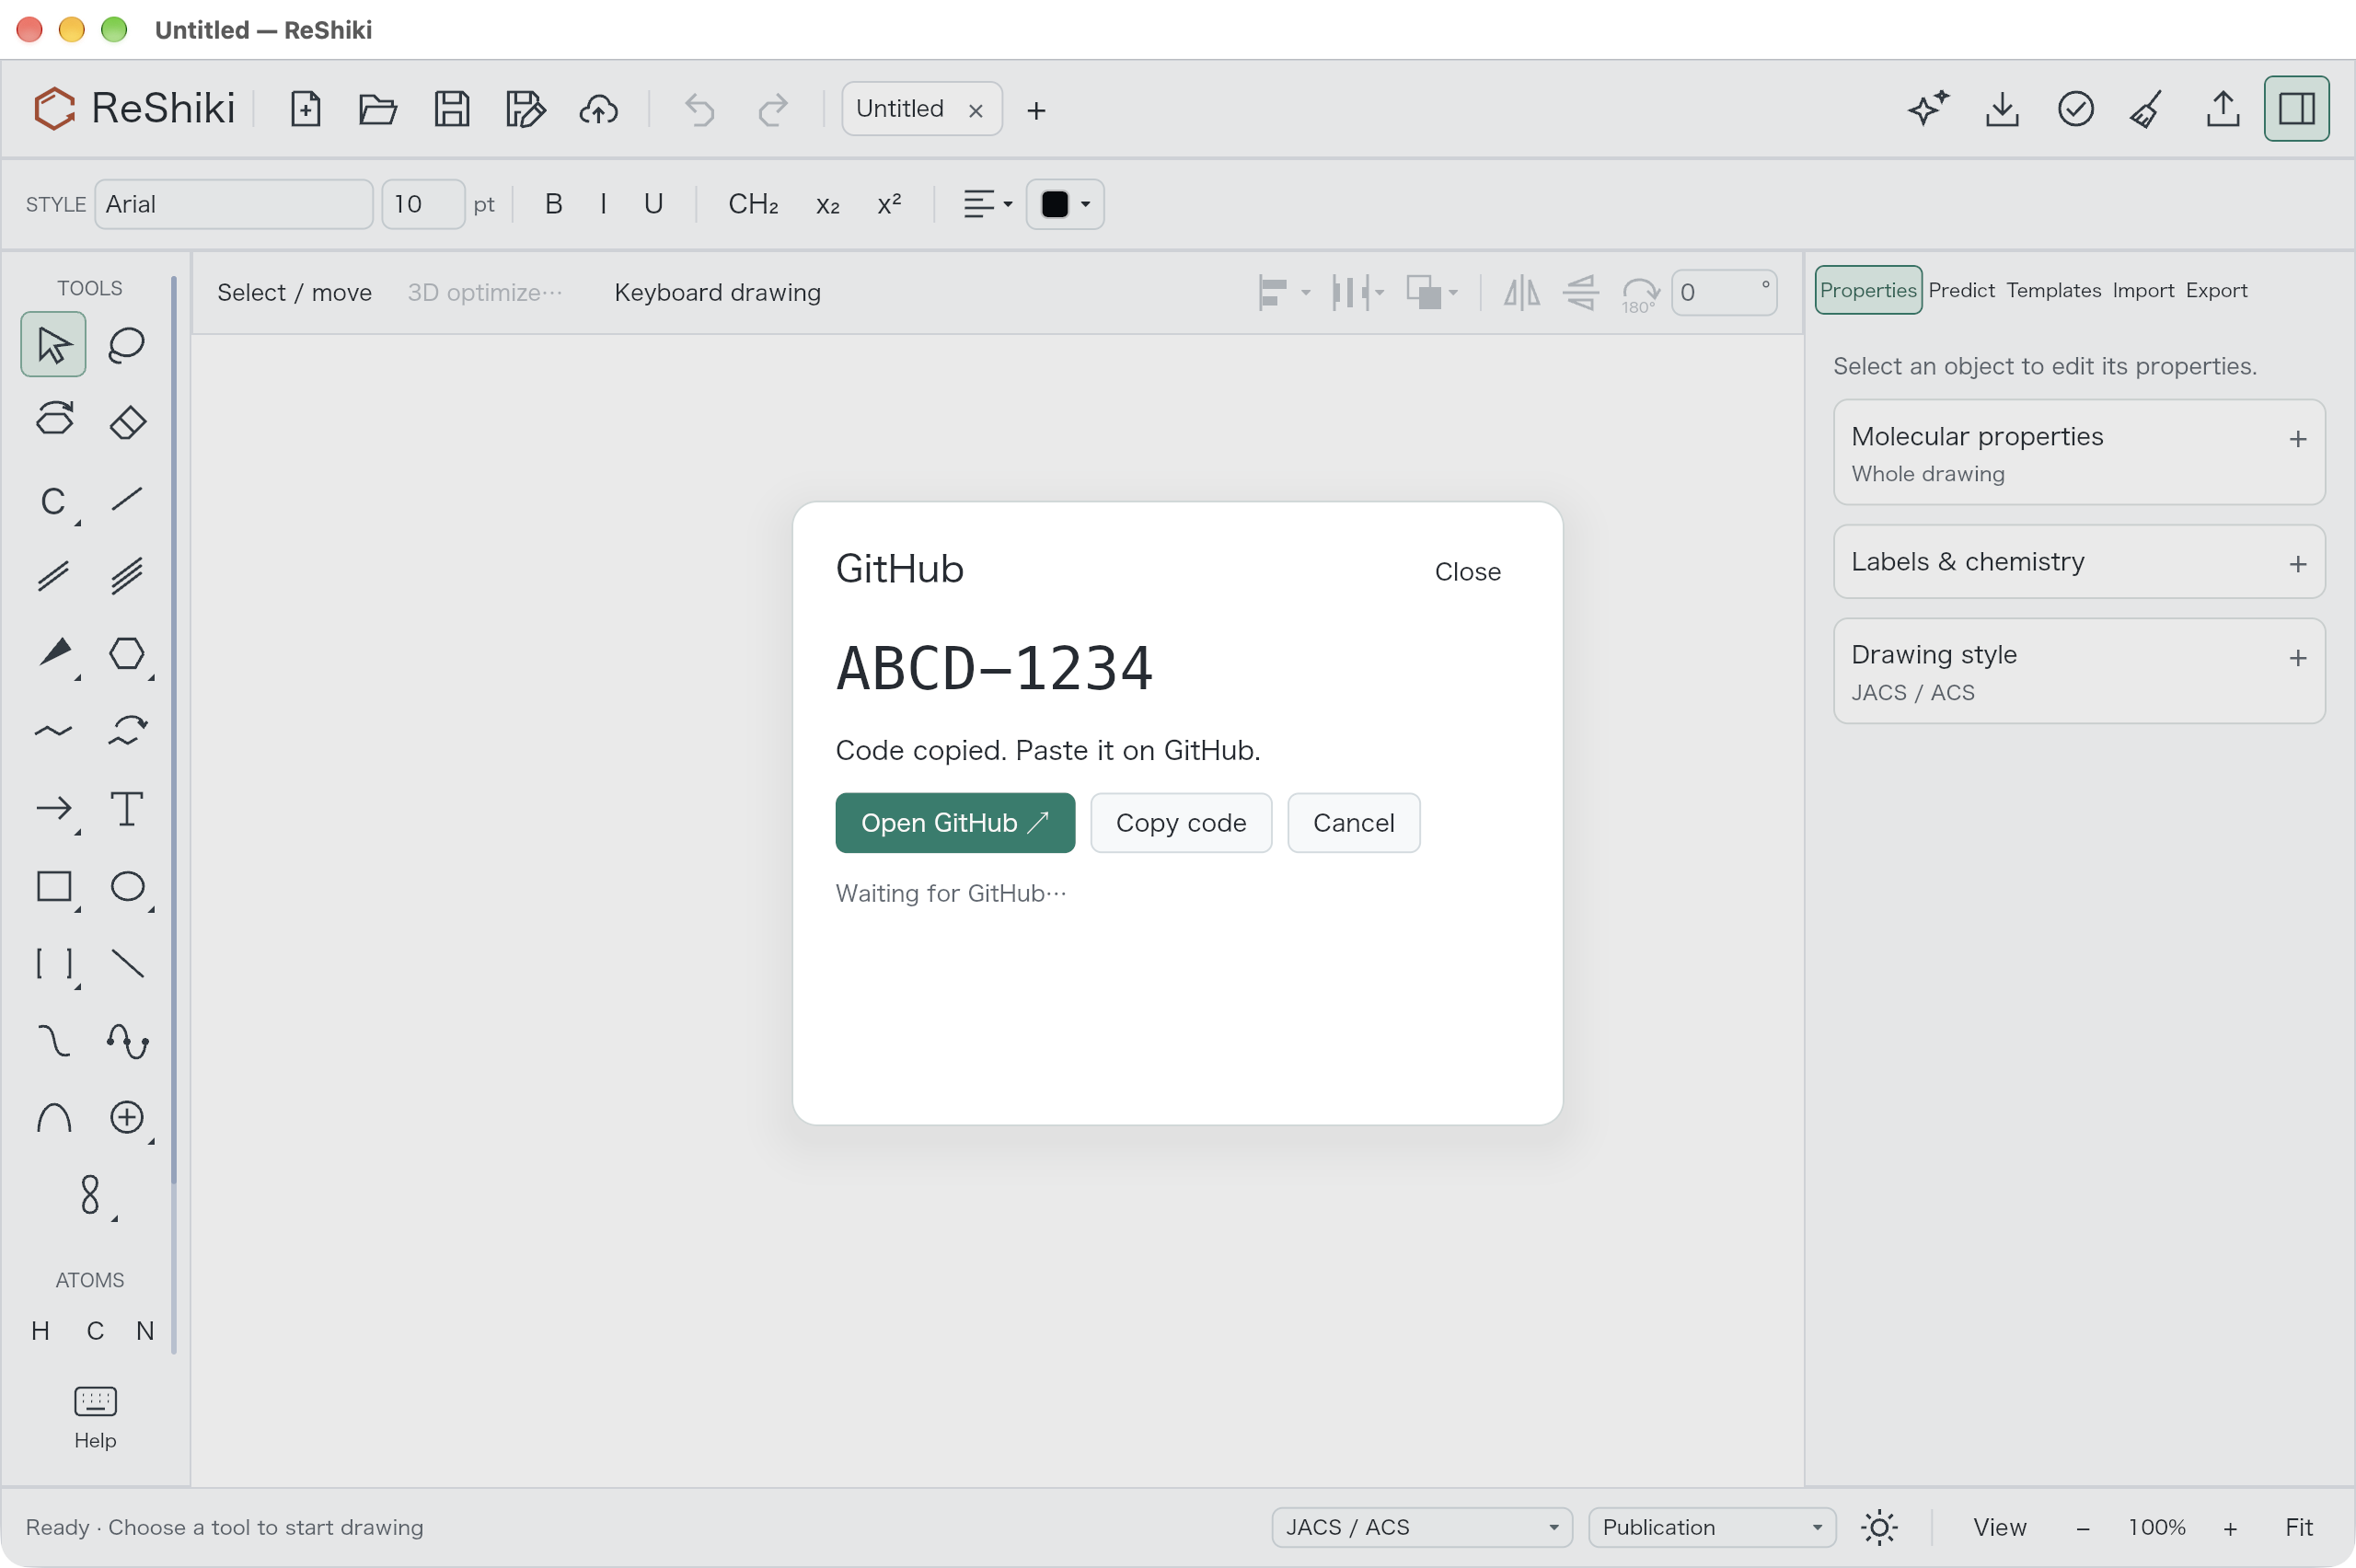 Untitled — ReShiki
ReShiki
Untitled × +
STYLE Arial 10 pt B I U CH₂ x₂ x²
TOOLS
Select / move 3D optimize… Keyboard drawing
180°
0 °
Properties Predict Templates Import Export
Select an object to edit its properties.
Molecular properties +
Whole drawing
Labels & chemistry +
Drawing style +
JACS / ACS
C
T
[ ]
GitHub
Close
ABCD-1234
Code copied. Paste it on GitHub.
Open GitHub ↗ Copy code Cancel
Waiting for GitHub…
ATOMS
H C N
Help
Ready · Choose a tool to start drawing
JACS / ACS Publication View − 100% + Fit